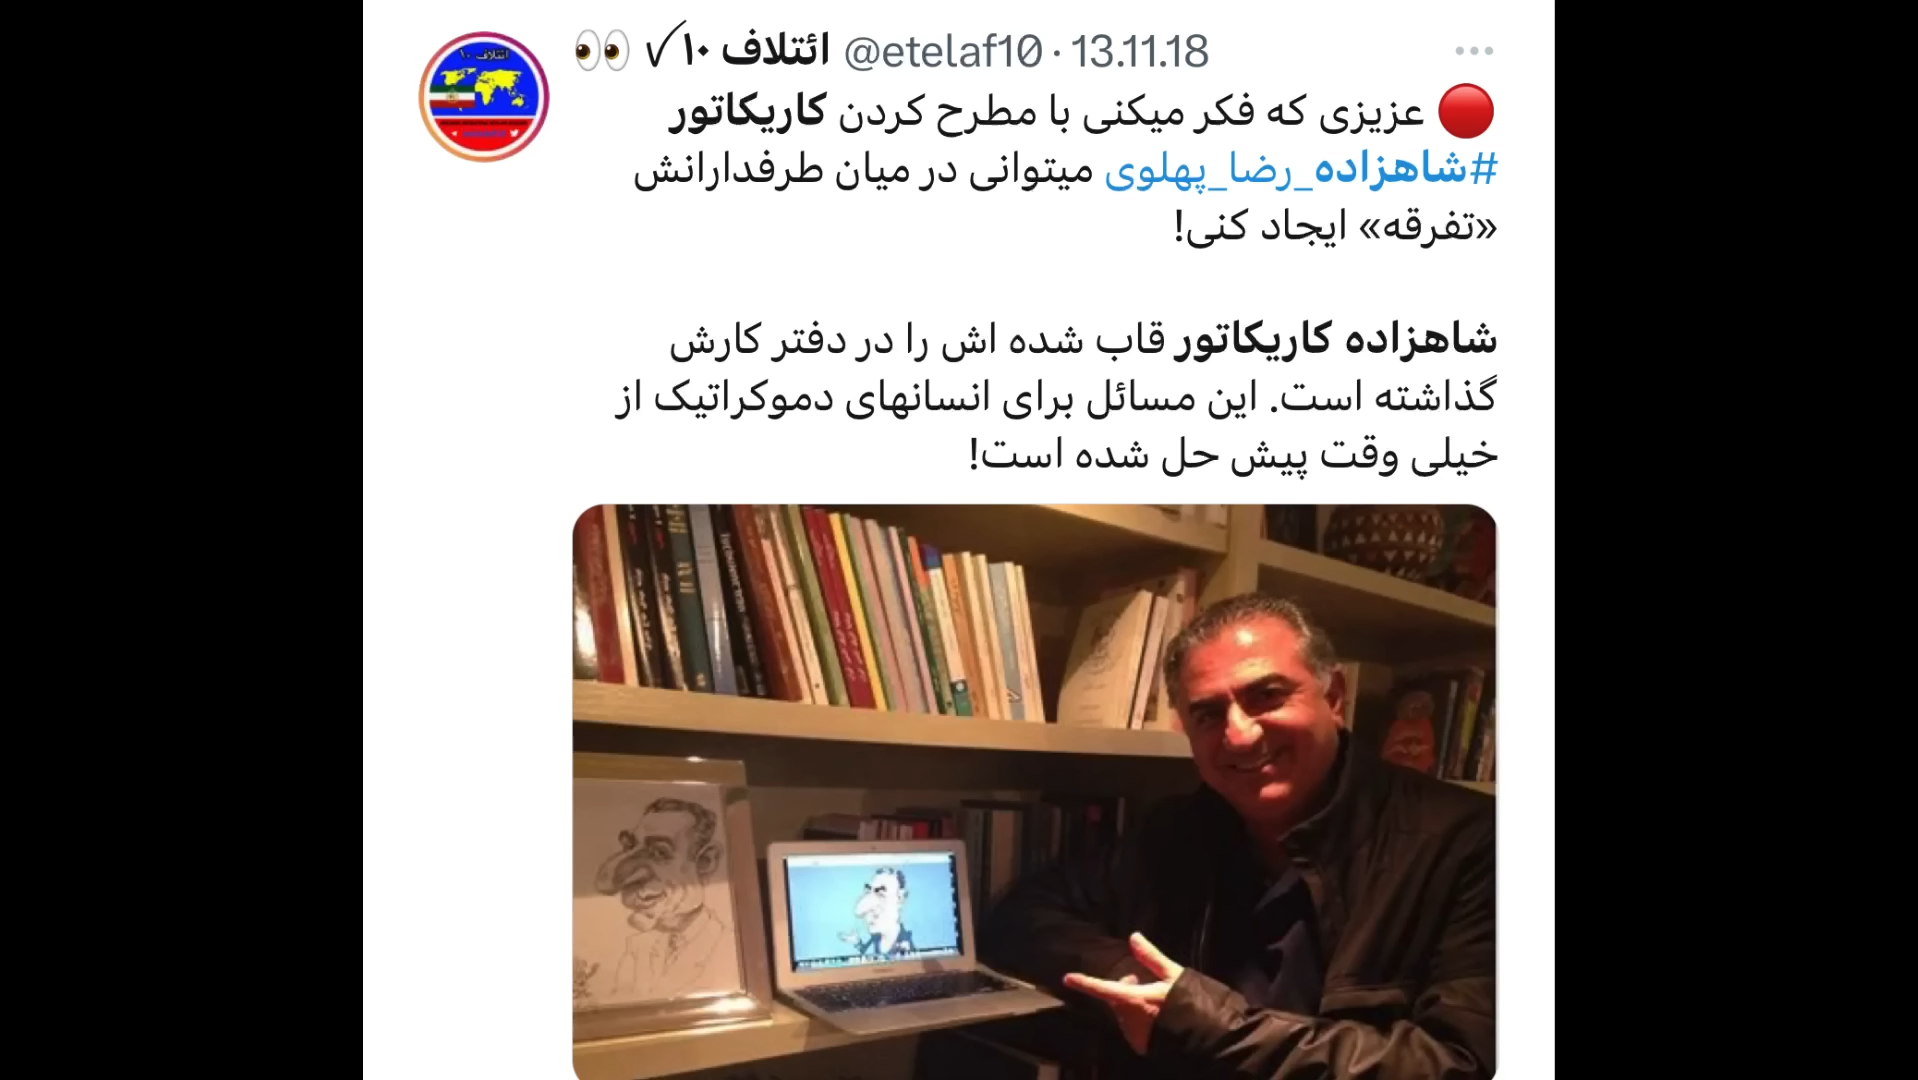 ائتلاف ۱۰✓ @etelaf10 · 13.11.18
عزیزی که فکر میکنی با مطرح کردن کاریکاتور
#شاهزاده_رضا_پهلوی میتوانی در میان طرفدارانش
«تفرقه» ایجاد کنی!
شاهزاده کاریکاتور قاب شده اش را در دفتر کارش
گذاشته است. این مسائل برای انسانهای دموکراتیک از
خیلی وقت پیش حل شده است!
ائتلاف ۱۰